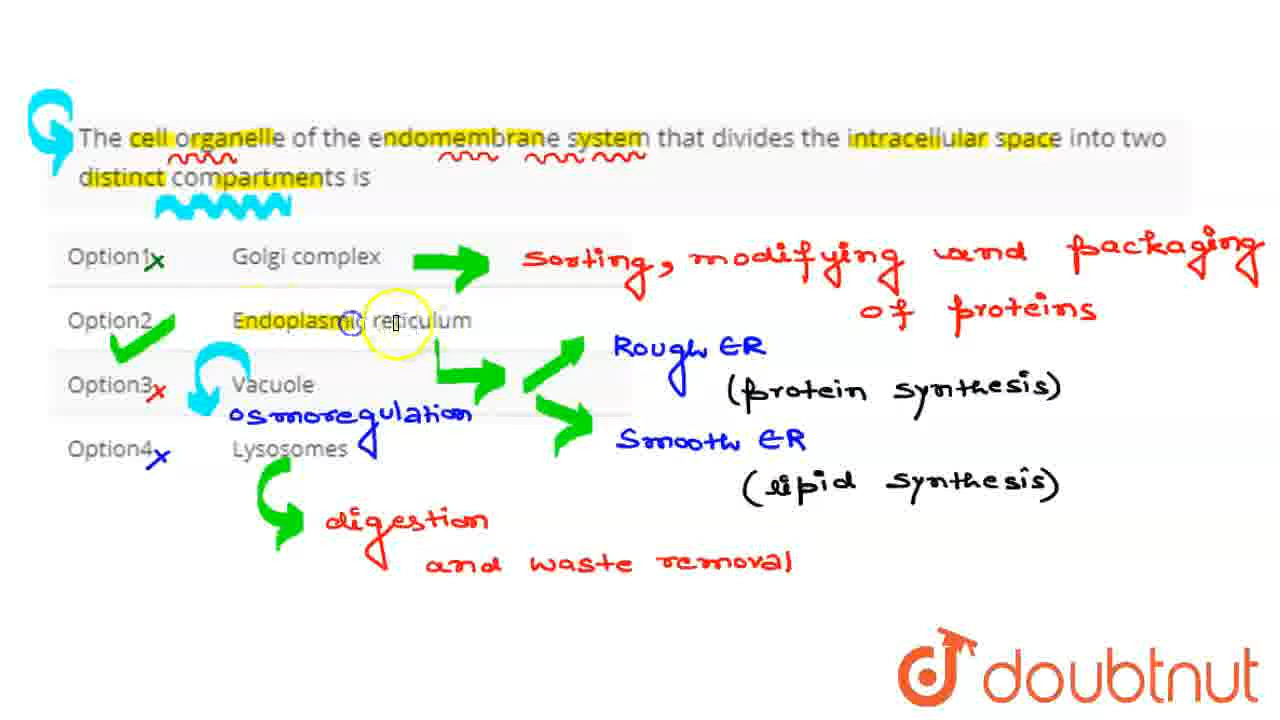 The cell organelle of the endomembrane system that divides the intracellular space into two
distinct compartments is
Option1 Golgi complex
sorting, modifying and packaging
of proteins
Option2 Endoplasmic reticulum
Rough ER
(protein synthesis)
Smooth ER
(lipid synthesis)
Option3 Vacuole
osmoregulation
Option4 Lysosomes
digestion
and waste removal
doubtnut